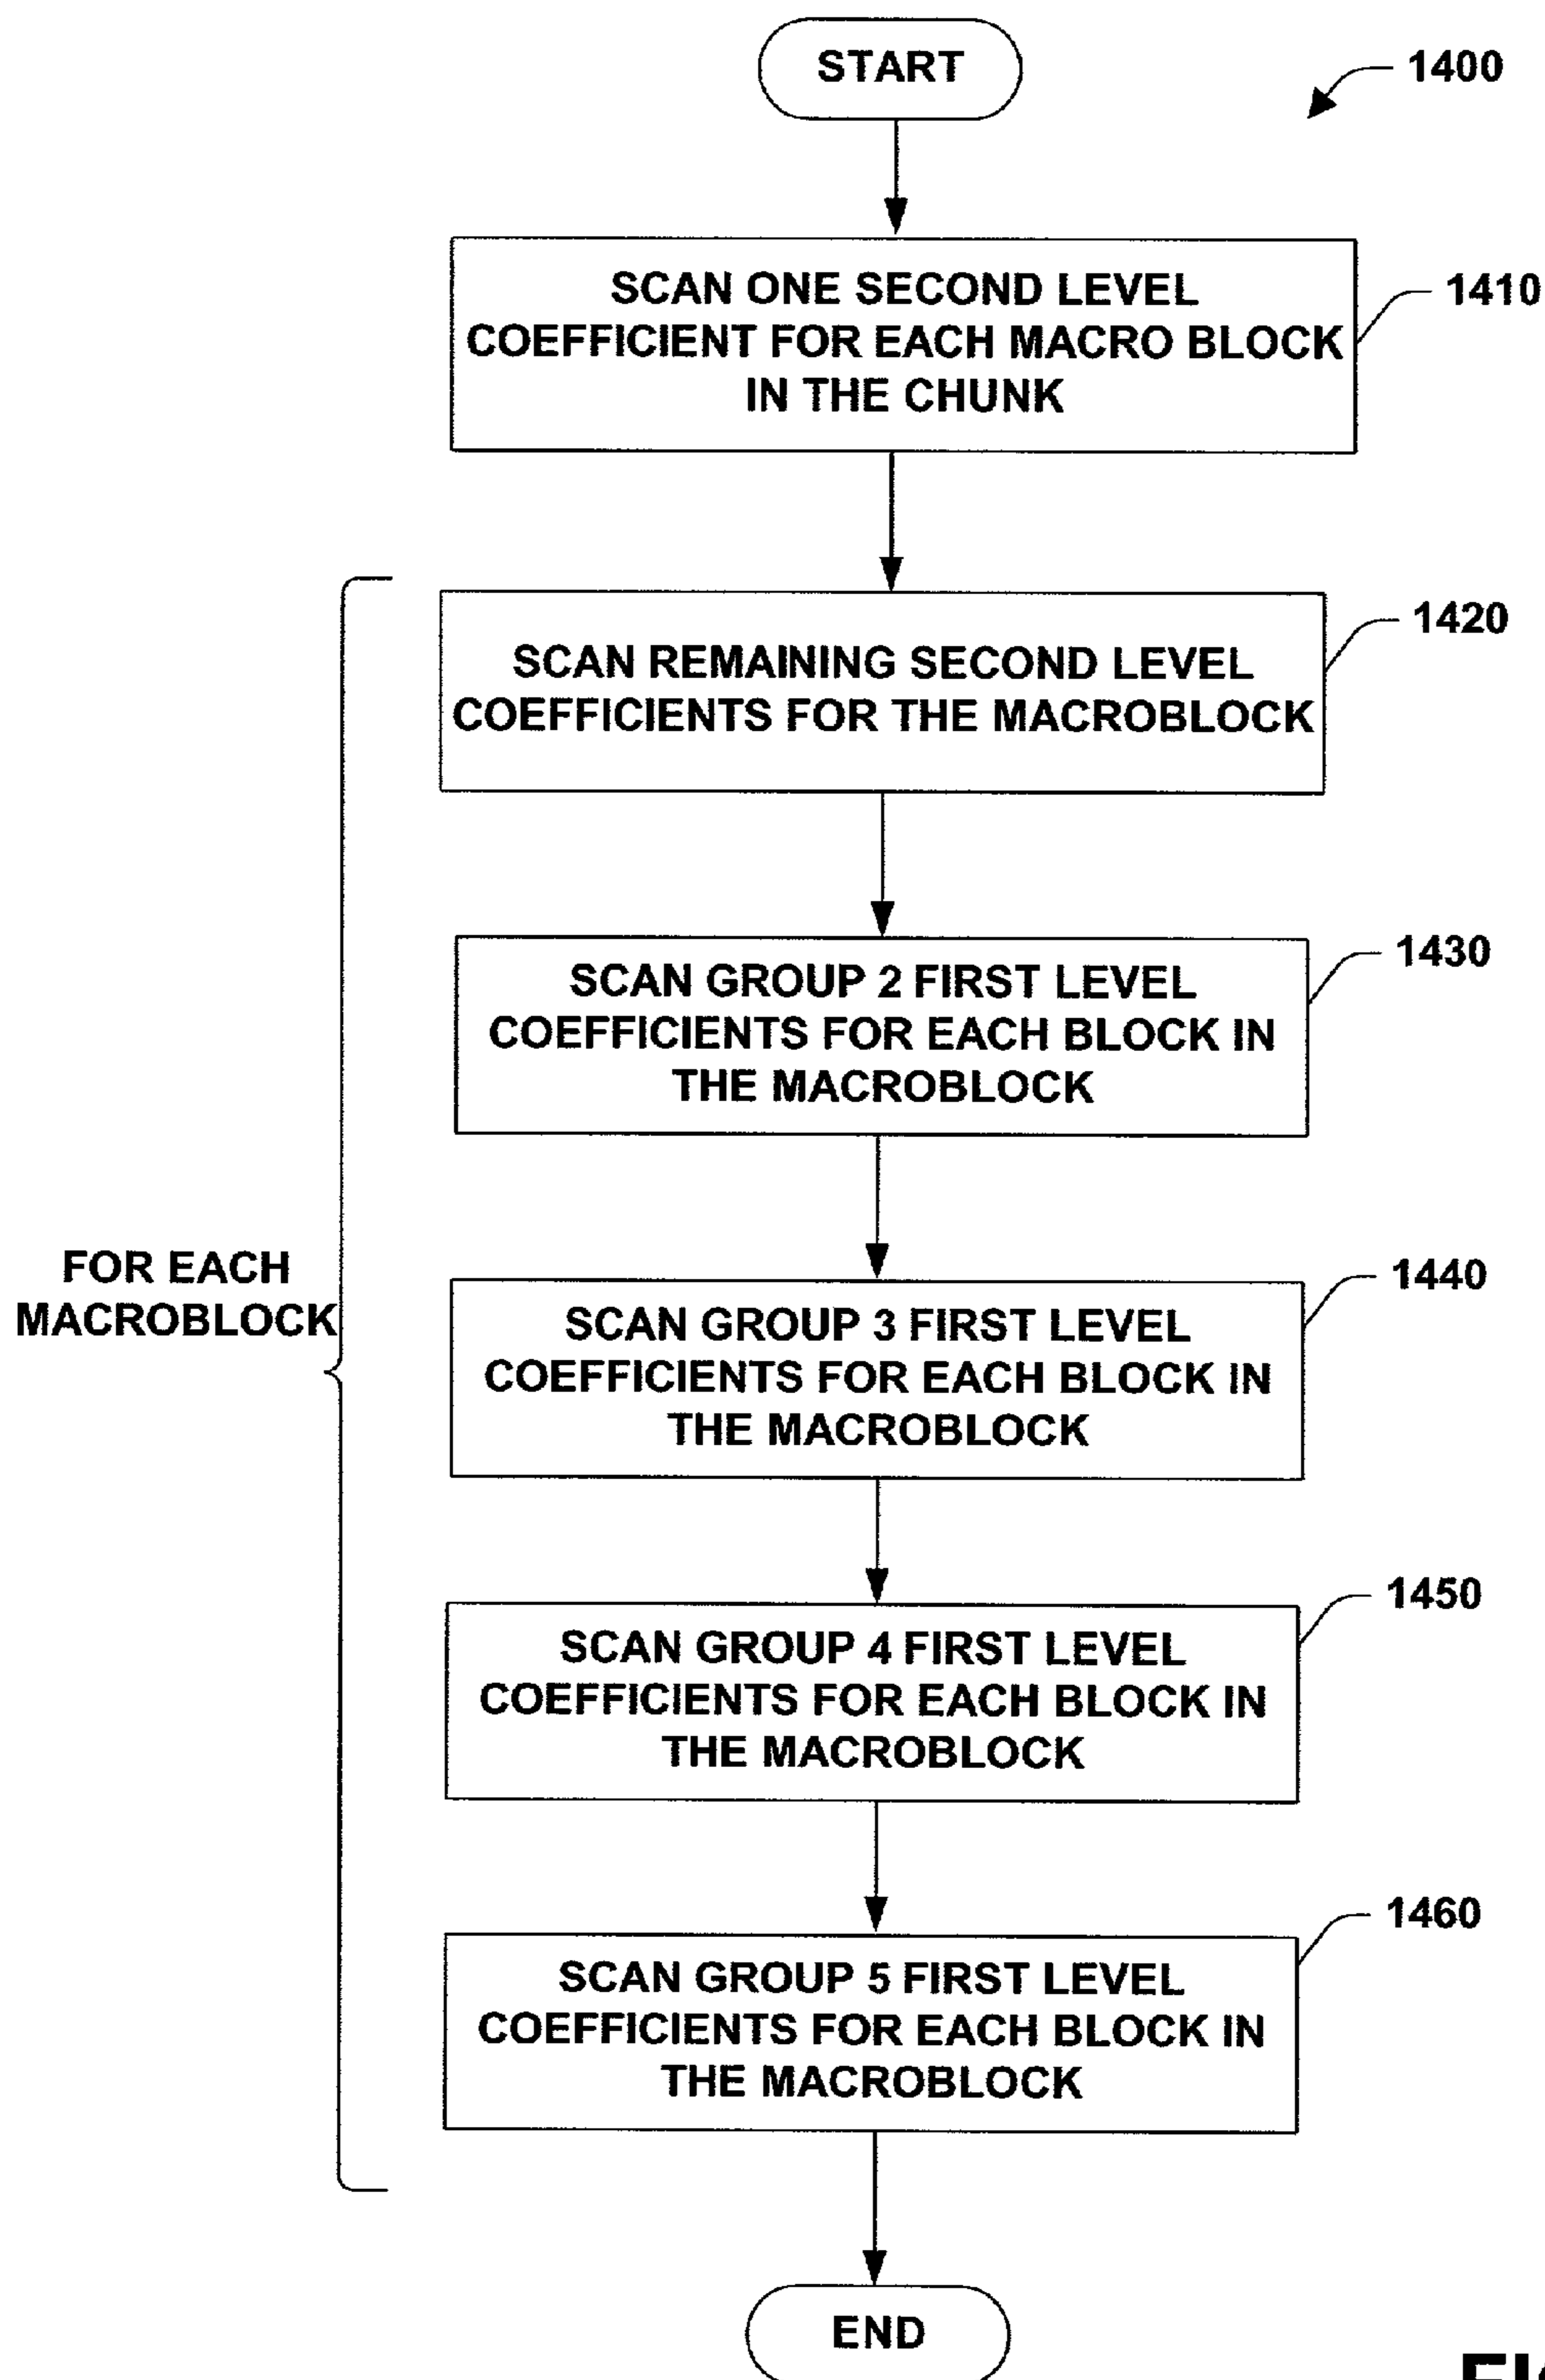 START
1400
SCAN ONE SECOND LEVEL
COEFFICIENT FOR EACH MACRO BLOCK
IN THE CHUNK
1410
SCAN REMAINING SECOND LEVEL
COEFFICIENTS FOR THE MACROBLOCK
1420
SCAN GROUP 2 FIRST LEVEL
COEFFICIENTS FOR EACH BLOCK IN
THE MACROBLOCK
1430
FOR EACH
MACROBLOCK
SCAN GROUP 3 FIRST LEVEL
COEFFICIENTS FOR EACH BLOCK IN
THE MACROBLOCK
1440
SCAN GROUP 4 FIRST LEVEL
COEFFICIENTS FOR EACH BLOCK IN
THE MACROBLOCK
1450
SCAN GROUP 5 FIRST LEVEL
COEFFICIENTS FOR EACH BLOCK IN
THE MACROBLOCK
1460
END